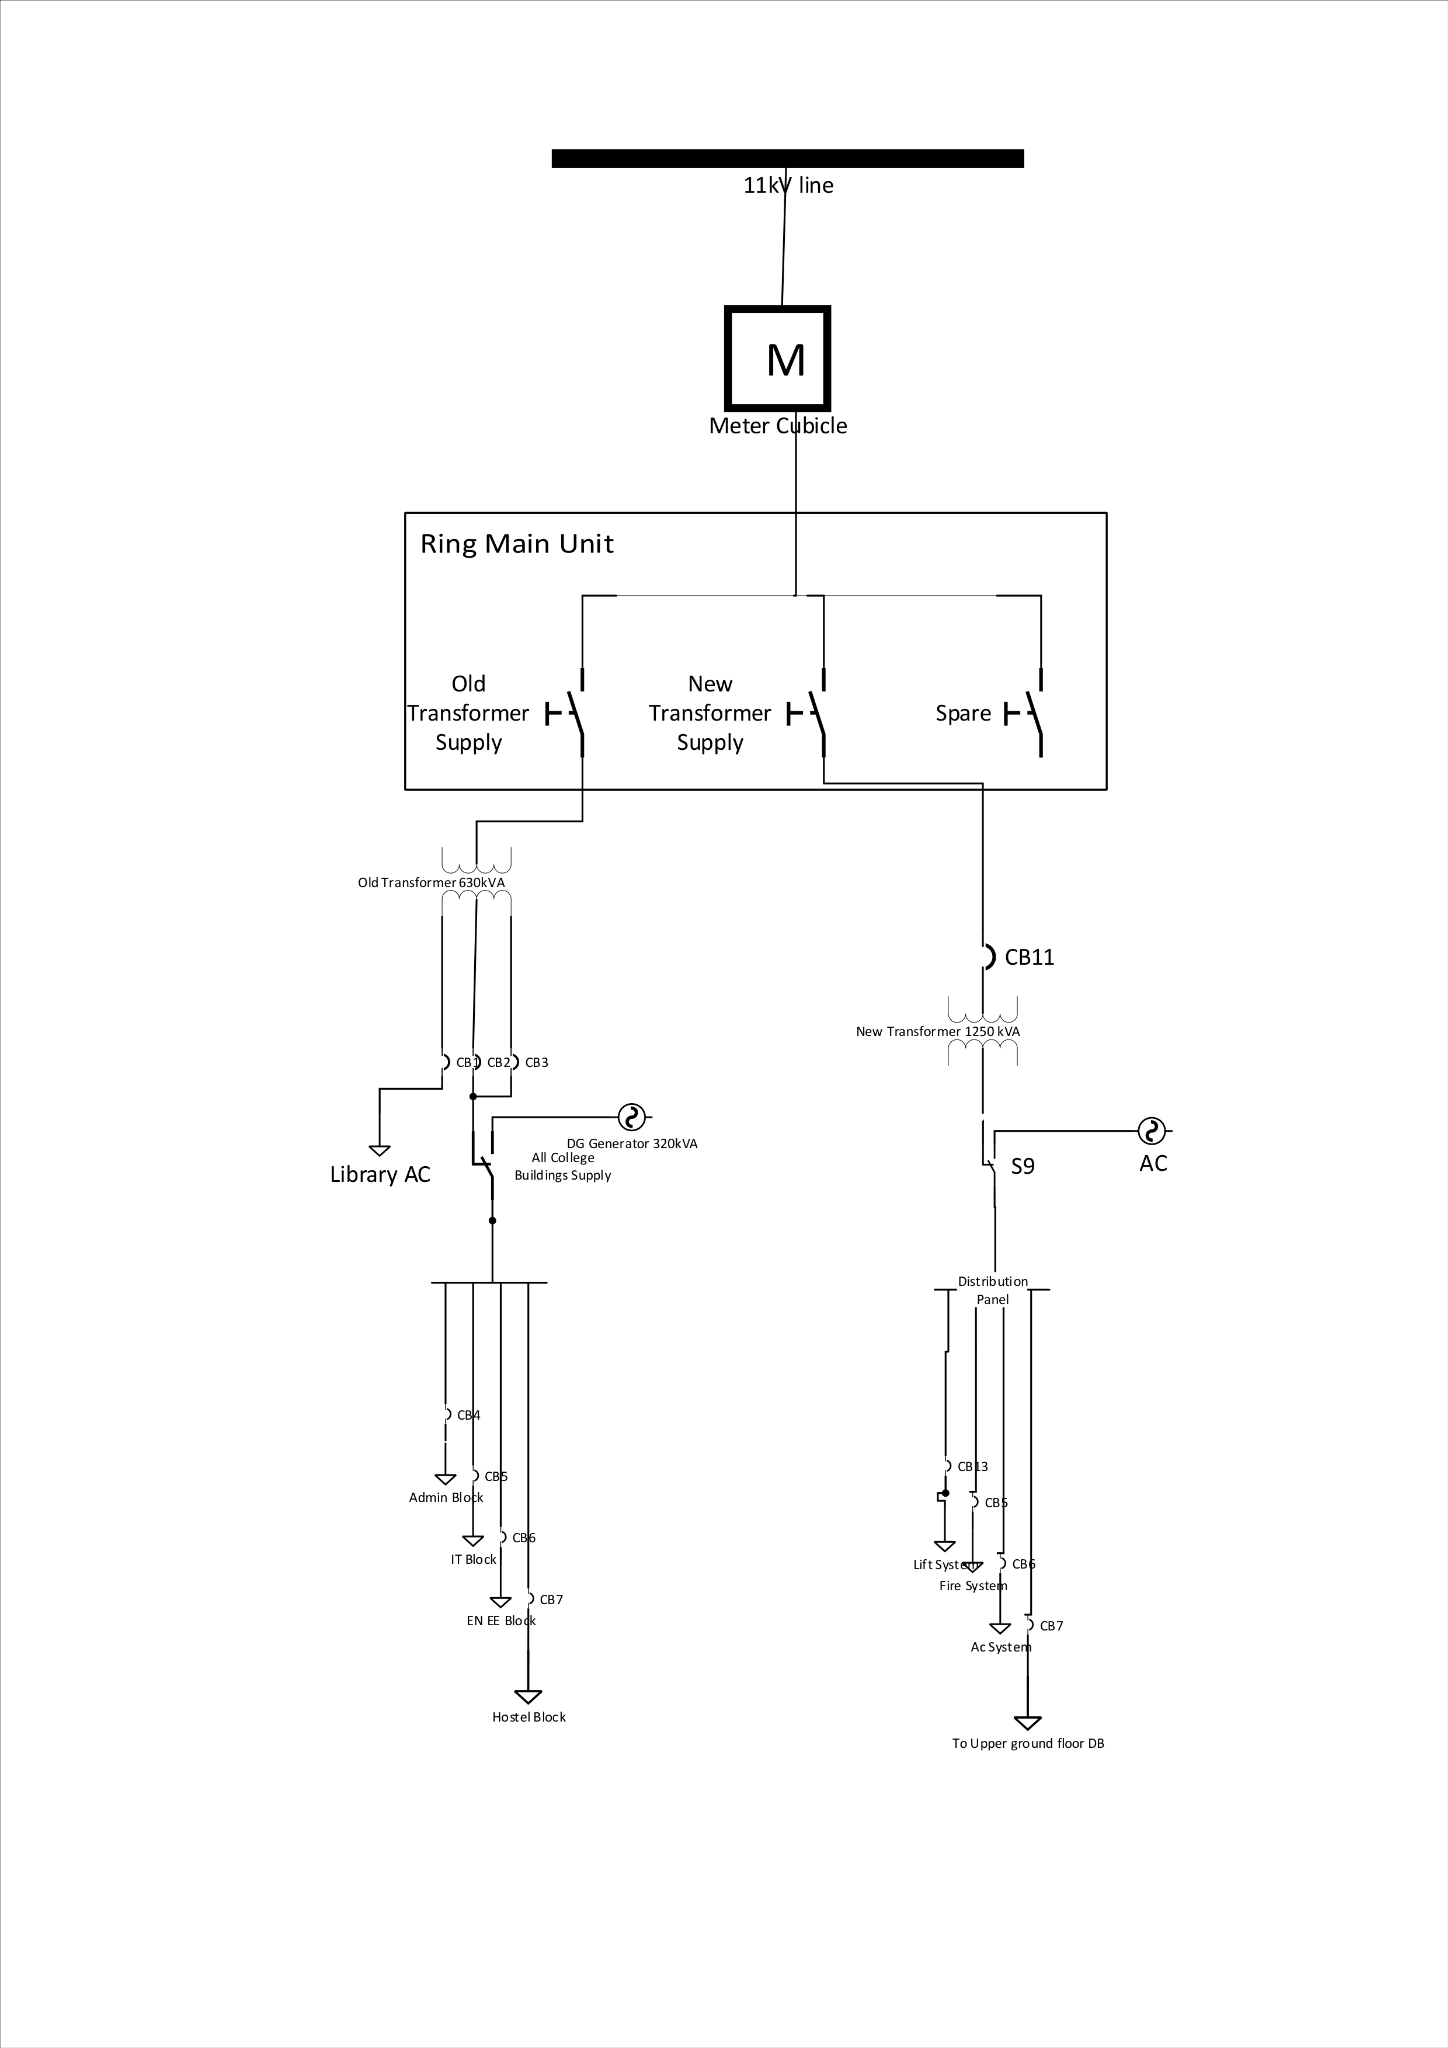 11kV line
M
Meter Cubicle
Ring Main Unit
Old
Transformer
Supply
New
Transformer
Supply
Spare
Old Transformer 630kVA
CB11
New Transformer 1250 kVA
CB1
CB2
CB3
DG Generator 320kVA
All College
Buildings Supply
Library AC
S9
AC
Distribution
Panel
CB4
Admin Block
CB5
IT Block
CB6
EN EE Block
CB7
Hostel Block
CB13
Lift System
CB5
Fire System
CB6
Ac System
CB7
To Upper ground floor DB